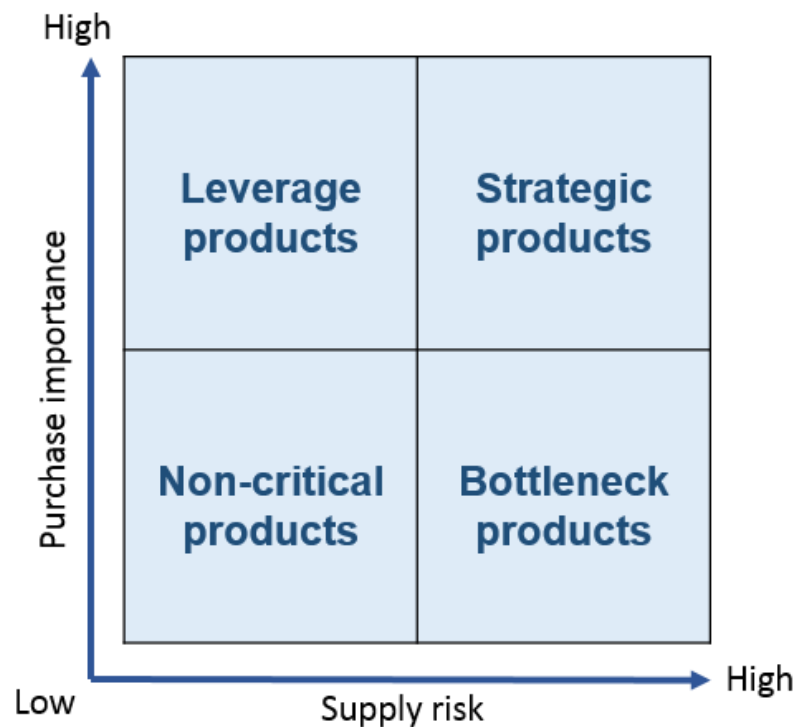 High
Leverage
products
Strategic
products
Purchase importance
Non-critical
products
Bottleneck
products
Low
Supply risk
High